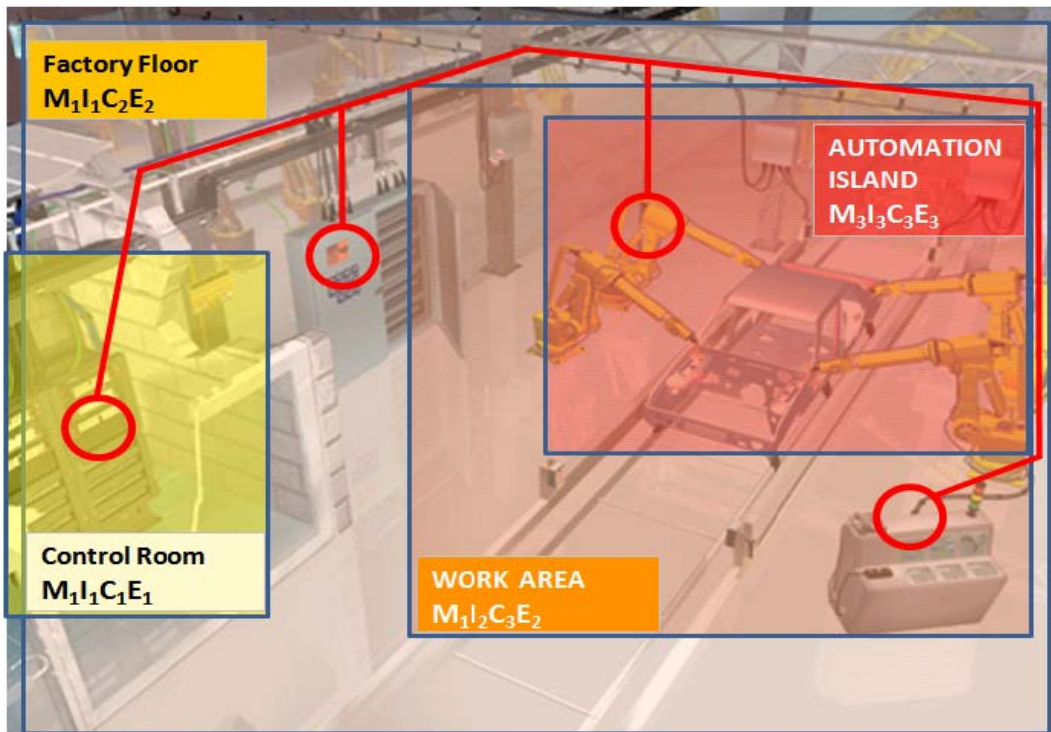 Factory Floor
M₁I₁C₂E₂
AUTOMATION
ISLAND
M₃I₃C₃E₃
Control Room
M₁I₁C₁E₁
WORK AREA
M₁I₂C₃E₂